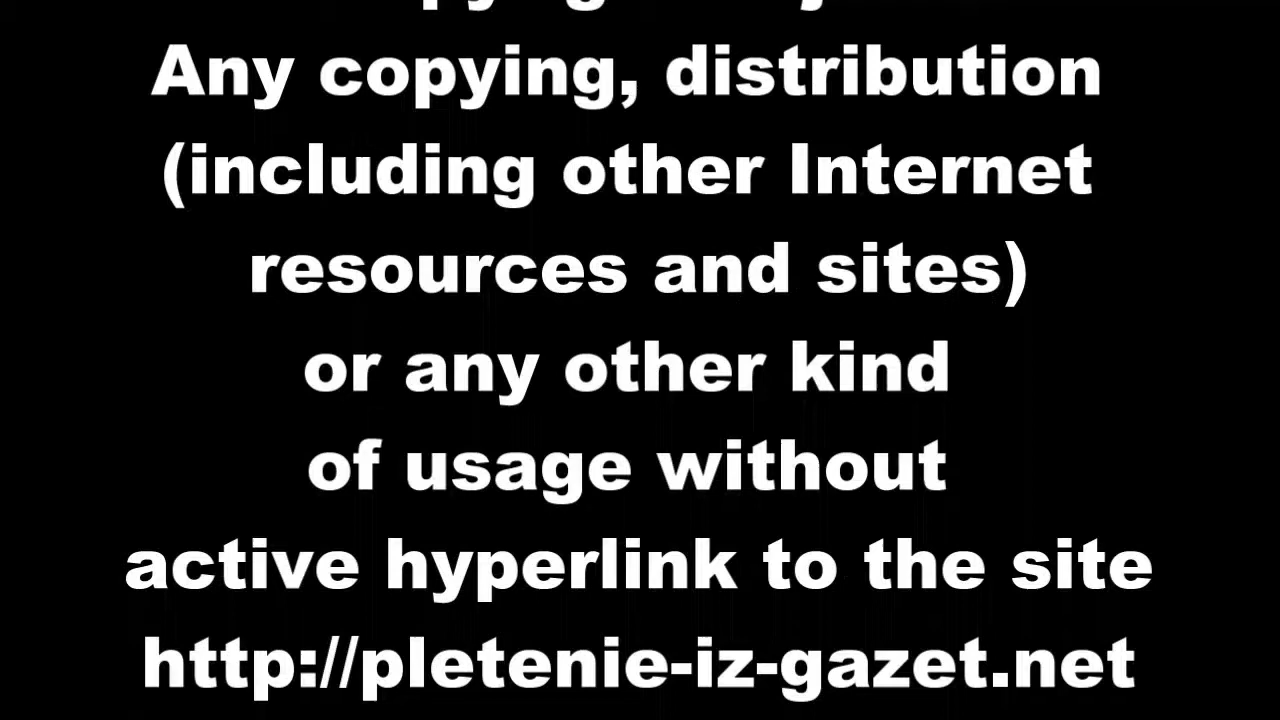 Any copying, distribution
(including other Internet
resources and sites)
or any other kind
of usage without
active hyperlink to the site
http://pletenie-iz-gazet.net